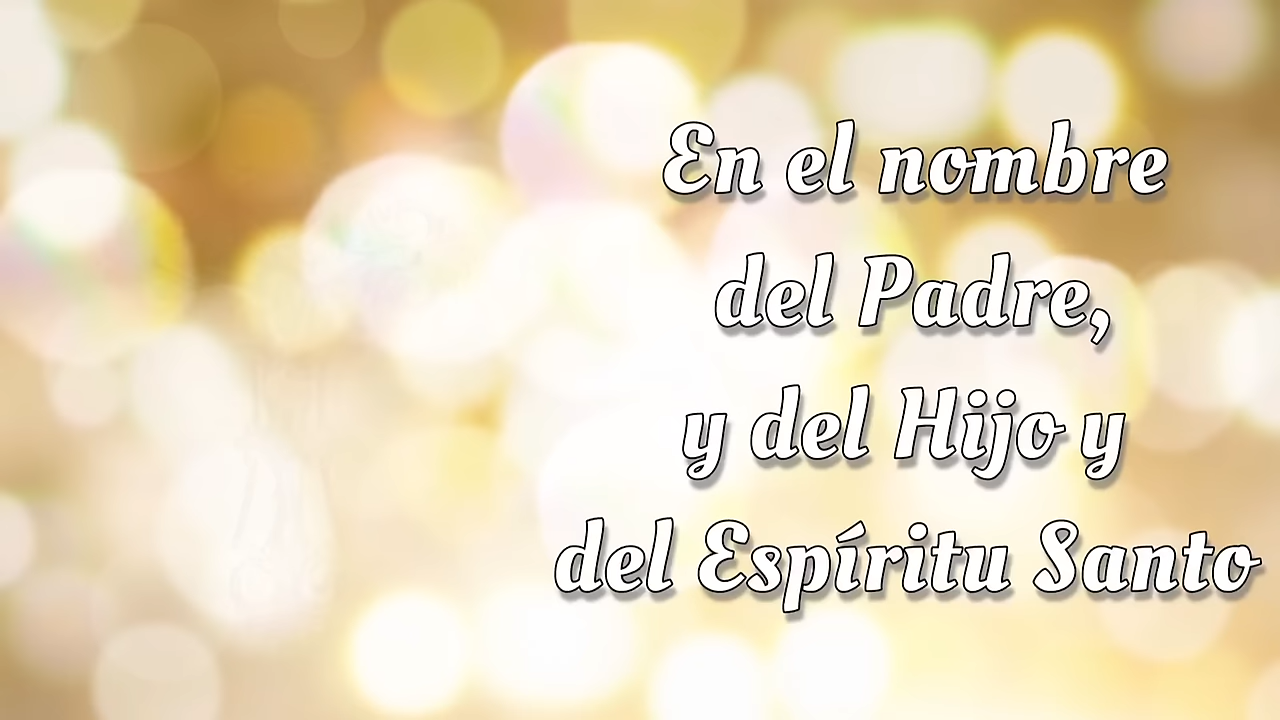 En el nombre
del Padre,
y del Hijo y
del Espíritu Santo